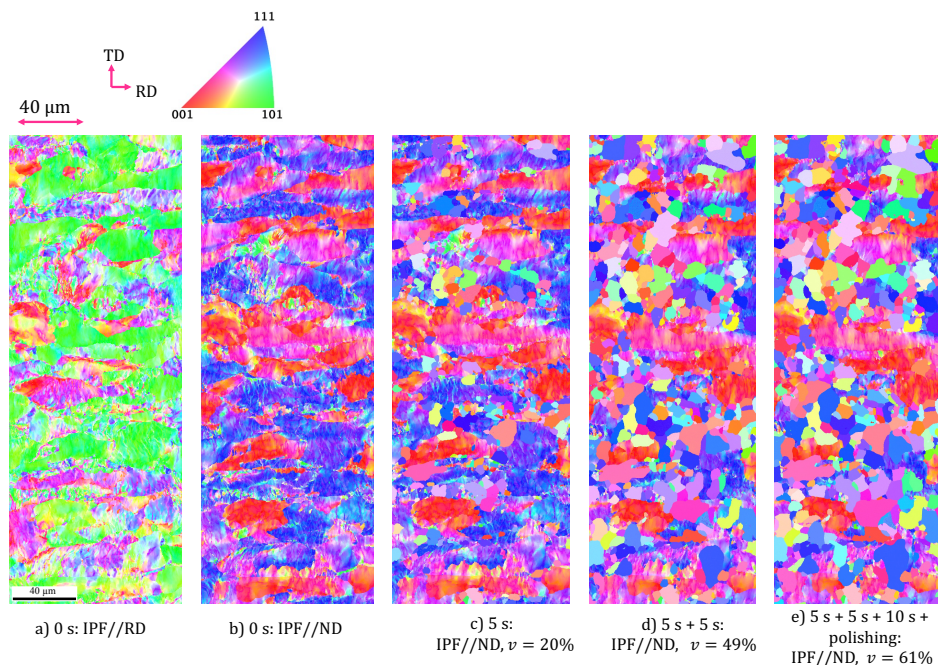 111
TD
RD
001
101
40 µm
40 µm
a) 0 s: IPF//RD
b) 0 s: IPF//ND
c) 5 s:
IPF//ND, v = 20%
d) 5 s + 5 s:
IPF//ND, v = 49%
e) 5 s + 5 s + 10 s +
polishing:
IPF//ND, v = 61%